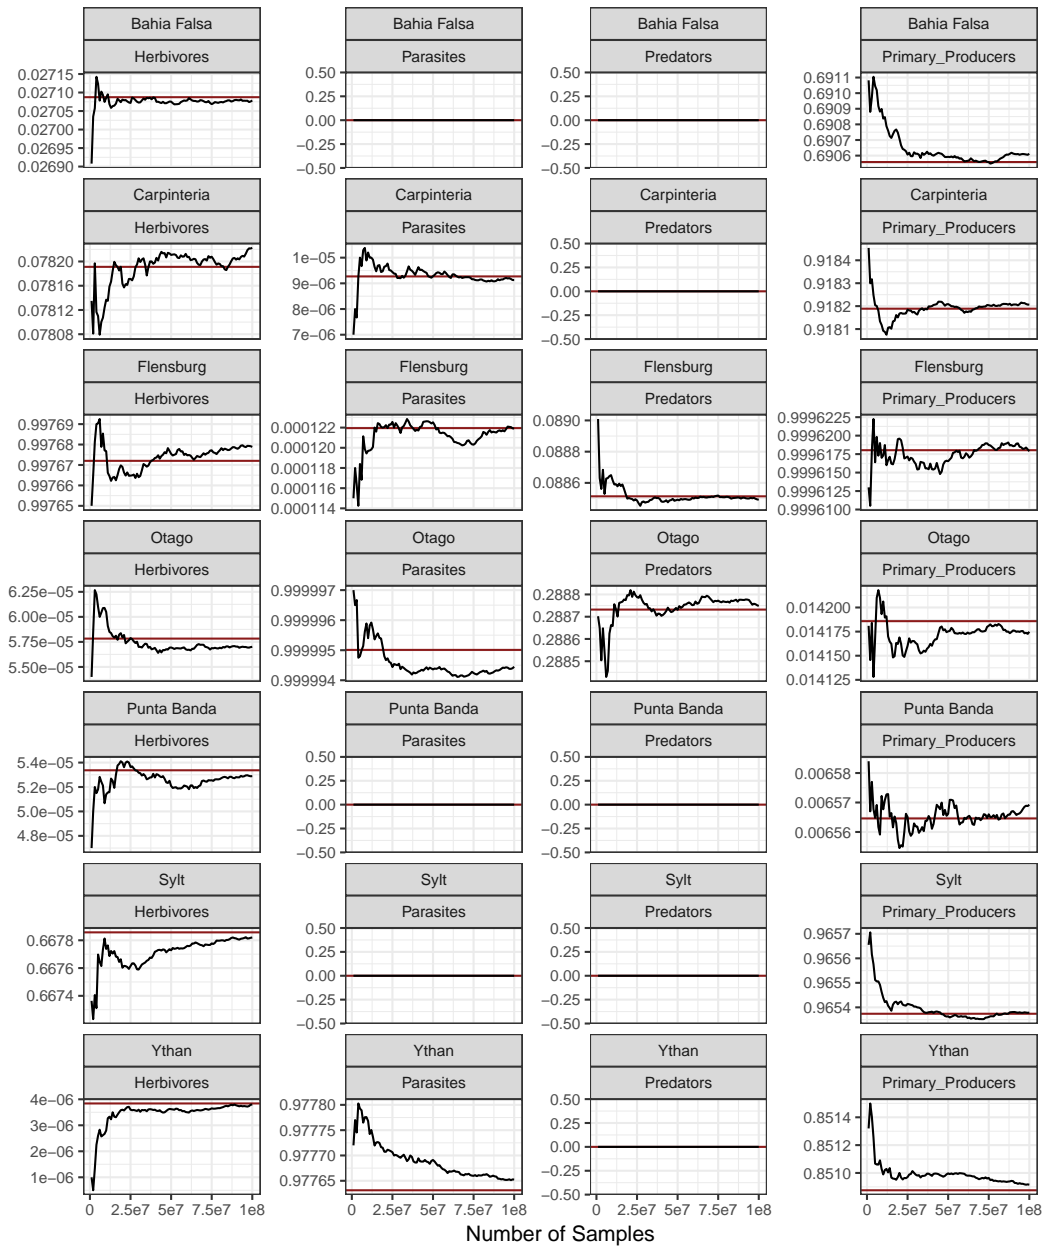 Bahia Falsa Bahia Falsa Bahia Falsa Bahia Falsa
Herbivores Parasites Predators Primary_Producers
0.02715 0.50 0.50 0.6911
0.02710 0.25 0.25 0.6910
0.02705 0.00 0.00 0.6909
0.02700 −0.25 −0.25 0.6908
0.02695 −0.50 −0.50 0.6907
0.02690 0.6906
Carpinteria Carpinteria Carpinteria Carpinteria
Herbivores Parasites Predators Primary_Producers
0.07820 1e−05 0.50 0.9184
0.07816 9e−06 0.25 0.9183
0.07812 8e−06 0.00 0.9182
0.07808 7e−06 −0.25 0.9181
−0.50
Flensburg Flensburg Flensburg Flensburg
Herbivores Parasites Predators Primary_Producers
0.99769 0.000122 0.0890 0.9996225
0.99768 0.000120 0.0888 0.9996200
0.99767 0.000118 0.0886 0.9996175
0.99766 0.000116 0.9996150
0.99765 0.000114 0.9996125
0.9996100
Otago Otago Otago Otago
Herbivores Parasites Predators Primary_Producers
6.25e−05 0.999997 0.2888 0.014200
6.00e−05 0.999996 0.2887 0.014175
5.75e−05 0.999995 0.2886 0.014150
5.50e−05 0.999994 0.2885 0.014125
Punta Banda Punta Banda Punta Banda Punta Banda
Herbivores Parasites Predators Primary_Producers
5.4e−05 0.50 0.50 0.00658
5.2e−05 0.25 0.25 0.00657
5.0e−05 0.00 0.00 0.00656
4.8e−05 −0.25 −0.25
−0.50 −0.50
Sylt Sylt Sylt Sylt
Herbivores Parasites Predators Primary_Producers
0.6678 0.50 0.50 0.9657
0.6676 0.25 0.25 0.9656
0.6674 0.00 0.00 0.9655
−0.25 −0.25 0.9654
−0.50 −0.50
Ythan Ythan Ythan Ythan
Herbivores Parasites Predators Primary_Producers
4e−06 0.97780 0.50 0.8514
3e−06 0.97775 0.25 0.8512
2e−06 0.97770 0.00 0.8510
1e−06 0.97765 −0.25
−0.50
0 2.5e7 5e7 7.5e7 1e8 0 2.5e7 5e7 7.5e7 1e8 0 2.5e7 5e7 7.5e7 1e8 0 2.5e7 5e7 7.5e7 1e8
Number of Samples